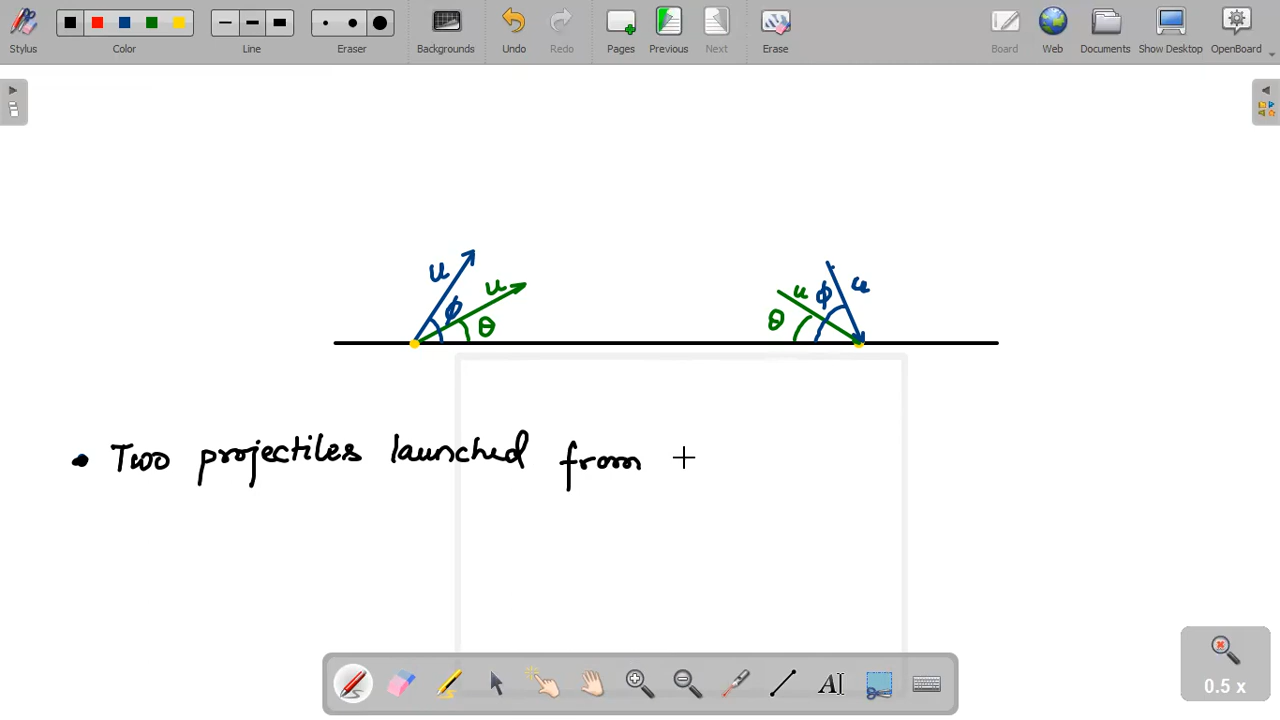 Stylus
Color
Line
Eraser
Backgrounds
Undo
Redo
Pages
Previous
Next
Erase
Board
Web
Documents
Show Desktop
OpenBoard
u
u
ϕ
θ
u
ϕ
u
θ
• Two projectiles launched from
AI
0.5 x